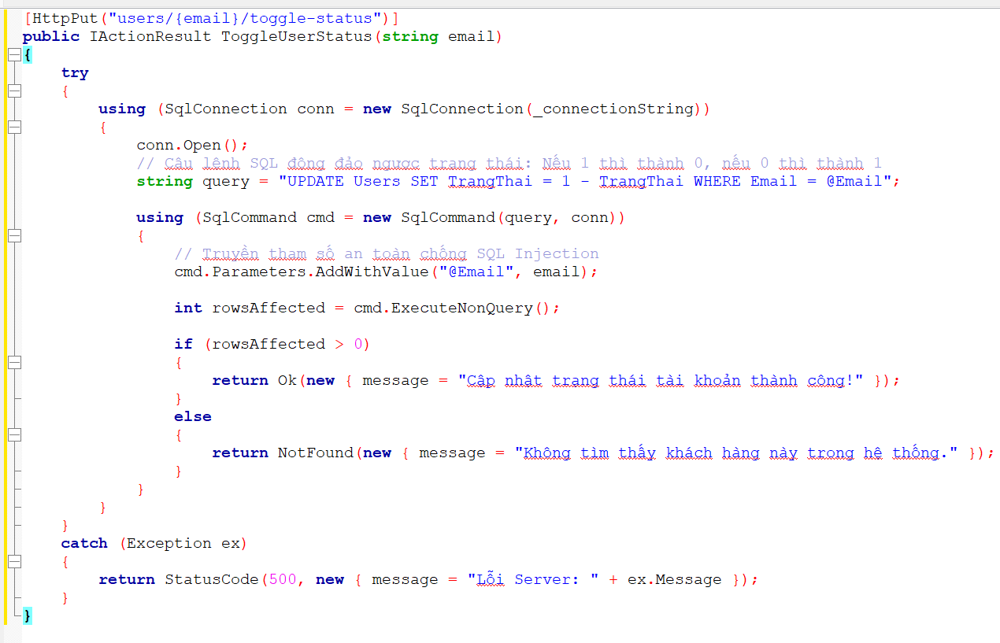 [HttpPut("users/{email}/toggle-status")]
public IActionResult ToggleUserStatus(string email)
{
    try
    {
        using (SqlConnection conn = new SqlConnection(_connectionString))
        {
            conn.Open();
            // Câu lệnh SQL động đảo ngược trạng thái: Nếu 1 thì thành 0, nếu 0 thì thành 1
            string query = "UPDATE Users SET TrangThai = 1 - TrangThai WHERE Email = @Email";

            using (SqlCommand cmd = new SqlCommand(query, conn))
            {
                // Truyền tham số an toàn chống SQL Injection
                cmd.Parameters.AddWithValue("@Email", email);

                int rowsAffected = cmd.ExecuteNonQuery();

                if (rowsAffected > 0)
                {
                    return Ok(new { message = "Cập nhật trạng thái tài khoản thành công!" });
                }
                else
                {
                    return NotFound(new { message = "Không tìm thấy khách hàng này trong hệ thống." });
                }
            }
        }
    }
    catch (Exception ex)
    {
        return StatusCode(500, new { message = "Lỗi Server: " + ex.Message });
    }
}